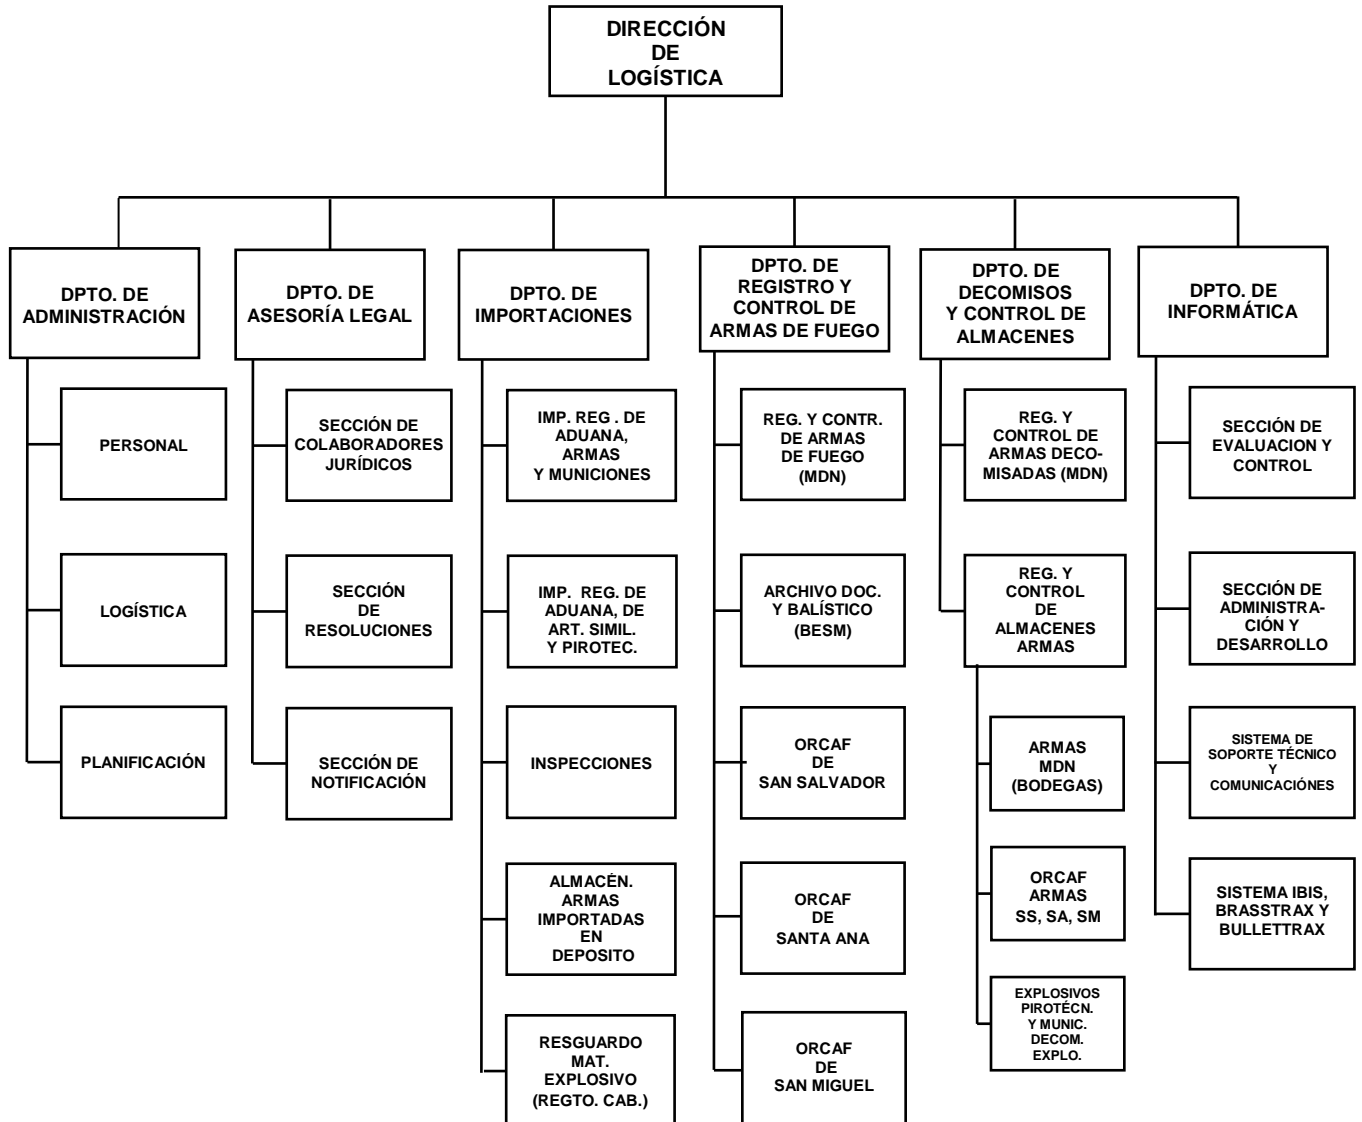 DIRECCIÓN
DE
LOGÍSTICA
DPTO. DE
ADMINISTRACIÓN
DPTO. DE
ASESORÍA LEGAL
DPTO. DE
IMPORTACIONES
DPTO. DE
REGISTRO Y
CONTROL DE
ARMAS DE FUEGO
DPTO. DE
DECOMISOS
Y CONTROL DE
ALMACENES
DPTO. DE
INFORMÁTICA
PERSONAL
LOGÍSTICA
PLANIFICACIÓN
SECCIÓN DE
COLABORADORES
JURÍDICOS
SECCIÓN
DE
RESOLUCIONES
SECCIÓN DE
NOTIFICACIÓN
IMP. REG . DE
ADUANA,
ARMAS
Y MUNICIONES
IMP. REG. DE
ADUANA, DE
ART. SIMIL.
Y PIROTEC.
INSPECCIONES
ALMACÉN.
ARMAS
IMPORTADAS
EN
DEPOSITO
RESGUARDO
MAT.
EXPLOSIVO
(REGTO. CAB.)
REG. Y CONTR.
DE ARMAS
DE FUEGO
(MDN)
ARCHIVO DOC.
Y BALÍSTICO
(BESM)
ORCAF
DE
SAN SALVADOR
ORCAF
DE
SANTA ANA
ORCAF
DE
SAN MIGUEL
REG. Y
CONTROL DE
ARMAS DECO-
MISADAS (MDN)
REG. Y
CONTROL
DE
ALMACENES
ARMAS
ARMAS
MDN
(BODEGAS)
ORCAF
ARMAS
SS, SA, SM
EXPLOSIVOS
PIROTÉCN.
Y MUNIC.
DECOM.
EXPLO.
SECCIÓN DE
EVALUACION Y
CONTROL
SECCIÓN DE
ADMINISTRA-
CIÓN Y
DESARROLLO
SISTEMA DE
SOPORTE TÉCNICO
Y
COMUNICACIÓNES
SISTEMA IBIS,
BRASSTRAX Y
BULLETTRAX